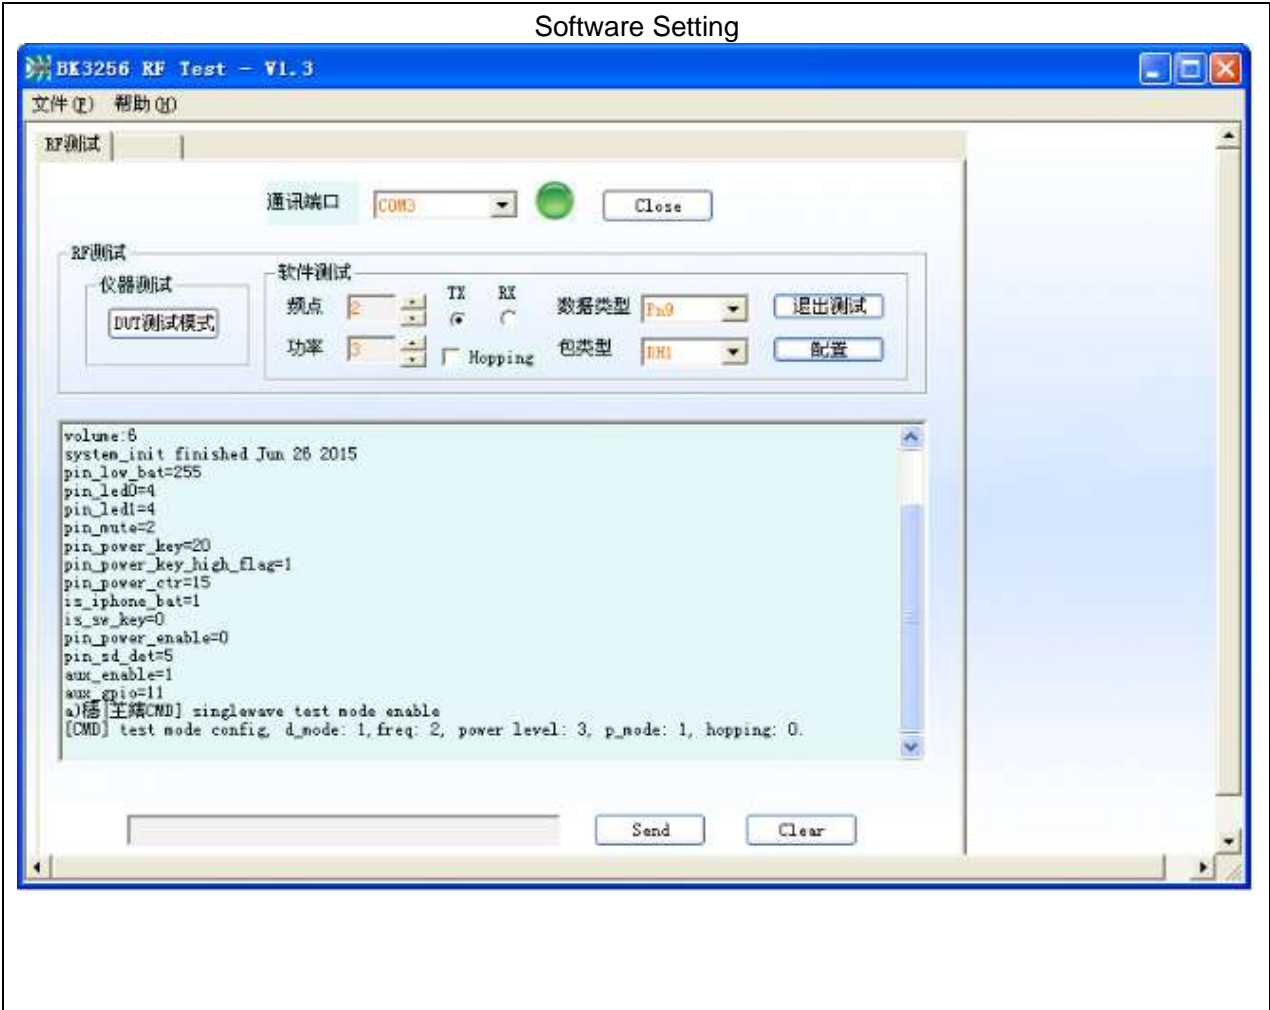 Software Setting
BK3256 RF Test - V1.3
文件(F) 帮助(H)
RF测试
通讯端口 COM3 Close
RF测试
仪器测试 软件测试
频点 2 TX RX 数据类型 Pn9 退出测试
DUT测试模式
功率 3 Hopping 包类型 DH1 配置
volume:6
system_init finished Jun 26 2015
pin_low_bat=255
pin_led0=4
pin_led1=4
pin_mute=2
pin_power_key=20
pin_power_key_high_flag=1
pin_power_ctr=15
is_iphone_bat=1
is_sw_key=0
pin_power_enable=0
pin_sd_det=5
aux_enable=1
aux_gpio=11
CMD] singlewave test mode enable
[CMD] test mode config, d_mode: 1,freq: 2, power level: 3, p_mode: 1, hopping: 0.
Send Clear